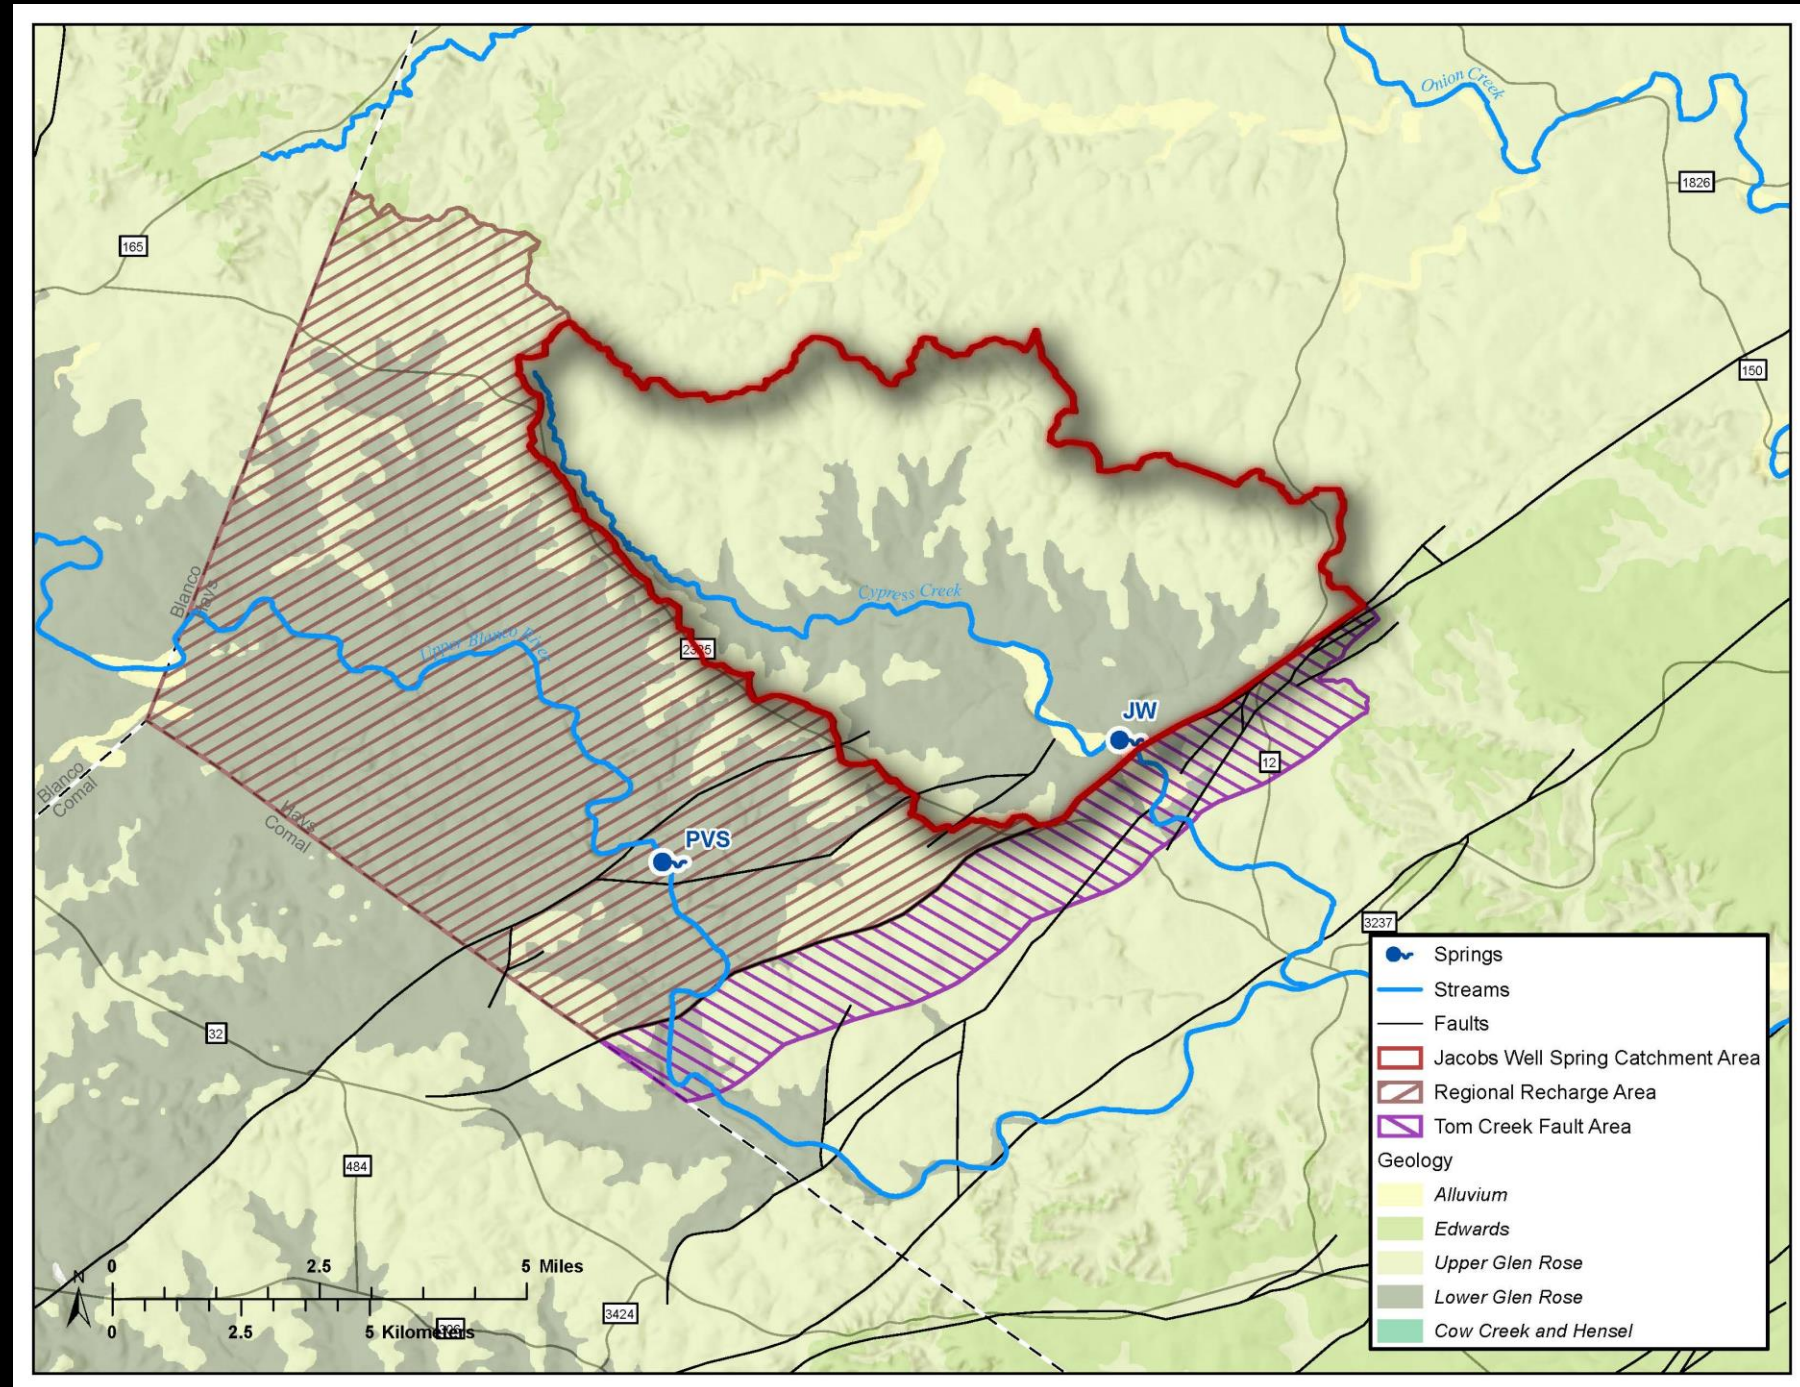 Onion Creek
1826
165
150
Cypress Creek
Blanco
Hays
Upper Blanco River
2325
JW
12
Blanco
Comal
Hays
Comal
PVS
3237
32
484
3424
N
0 2.5 5 Miles
0 2.5 5 Kilometers
Springs
Streams
Faults
Jacobs Well Spring Catchment Area
Regional Recharge Area
Tom Creek Fault Area
Geology
Alluvium
Edwards
Upper Glen Rose
Lower Glen Rose
Cow Creek and Hensel